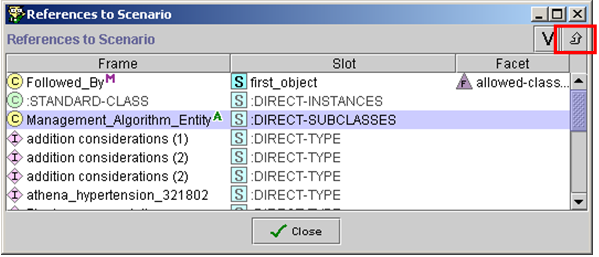 References to Scenario
References to Scenario V
Frame Slot Facet
C Followed_By M S first_object F allowed-class...
C :STANDARD-CLASS S :DIRECT-INSTANCES
C Management_Algorithm_Entity A S :DIRECT-SUBCLASSES
I addition considerations (1) S :DIRECT-TYPE
I addition considerations (2) S :DIRECT-TYPE
I addition considerations (2) S :DIRECT-TYPE
I athena_hypertension_321802 S :DIRECT-TYPE
Close